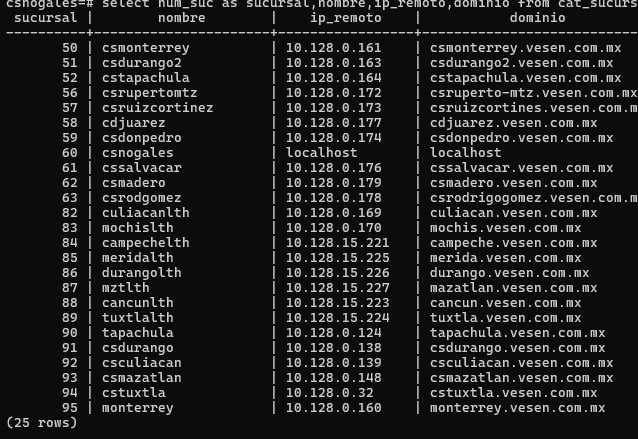 csnogales=# select num_suc as sucursal,nombre,ip_remoto,dominio from cat_sucurs
 sucursal |     nombre     |   ip_remoto   |          dominio
----------+----------------+---------------+---------------------------
       50 | csmonterrey | 10.128.0.161 | csmonterrey.vesen.com.mx
       51 | csdurango2 | 10.128.0.163 | csdurango2.vesen.com.mx
       52 | cstapachula | 10.128.0.164 | cstapachula.vesen.com.mx
       56 | csrupertomtz | 10.128.0.172 | csruperto-mtz.vesen.com.m
       57 | csruizcortinez | 10.128.0.173 | csruizcortines.vesen.com.
       58 | cdjuarez | 10.128.0.177 | cdjuarez.vesen.com.mx
       59 | csdonpedro | 10.128.0.174 | csdonpedro.vesen.com.mx
       60 | csnogales | localhost | localhost
       61 | cssalvacar | 10.128.0.176 | cssalvacar.vesen.com.mx
       62 | csmadero | 10.128.0.179 | csmadero.vesen.com.mx
       63 | csrodgomez | 10.128.0.178 | csrodrigogomez.vesen.com.m
       82 | culiacanlth | 10.128.0.169 | culiacan.vesen.com.mx
       83 | mochislth | 10.128.0.170 | mochis.vesen.com.mx
       84 | campechelth | 10.128.15.221 | campeche.vesen.com.mx
       85 | meridalth | 10.128.15.225 | merida.vesen.com.mx
       86 | durangolth | 10.128.15.226 | durango.vesen.com.mx
       87 | mztlth | 10.128.15.227 | mazatlan.vesen.com.mx
       88 | cancunlth | 10.128.15.223 | cancun.vesen.com.mx
       89 | tuxtlalth | 10.128.15.224 | tuxtla.vesen.com.mx
       90 | tapachula | 10.128.0.124 | tapachula.vesen.com.mx
       91 | csdurango | 10.128.0.138 | csdurango.vesen.com.mx
       92 | csculiacan | 10.128.0.139 | csculiacan.vesen.com.mx
       93 | csmazatlan | 10.128.0.148 | csmazatlan.vesen.com.mx
       94 | cstuxtla | 10.128.0.32 | cstuxtla.vesen.com.mx
       95 | monterrey | 10.128.0.160 | monterrey.vesen.com.mx
(25 rows)